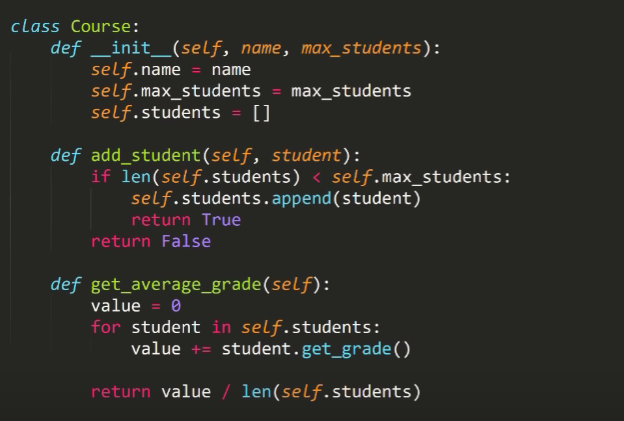 class Course:
    def __init__(self, name, max_students):
        self.name = name
        self.max_students = max_students
        self.students = []

    def add_student(self, student):
        if len(self.students) < self.max_students:
            self.students.append(student)
            return True
        return False

    def get_average_grade(self):
        value = 0
        for student in self.students:
            value += student.get_grade()

        return value / len(self.students)